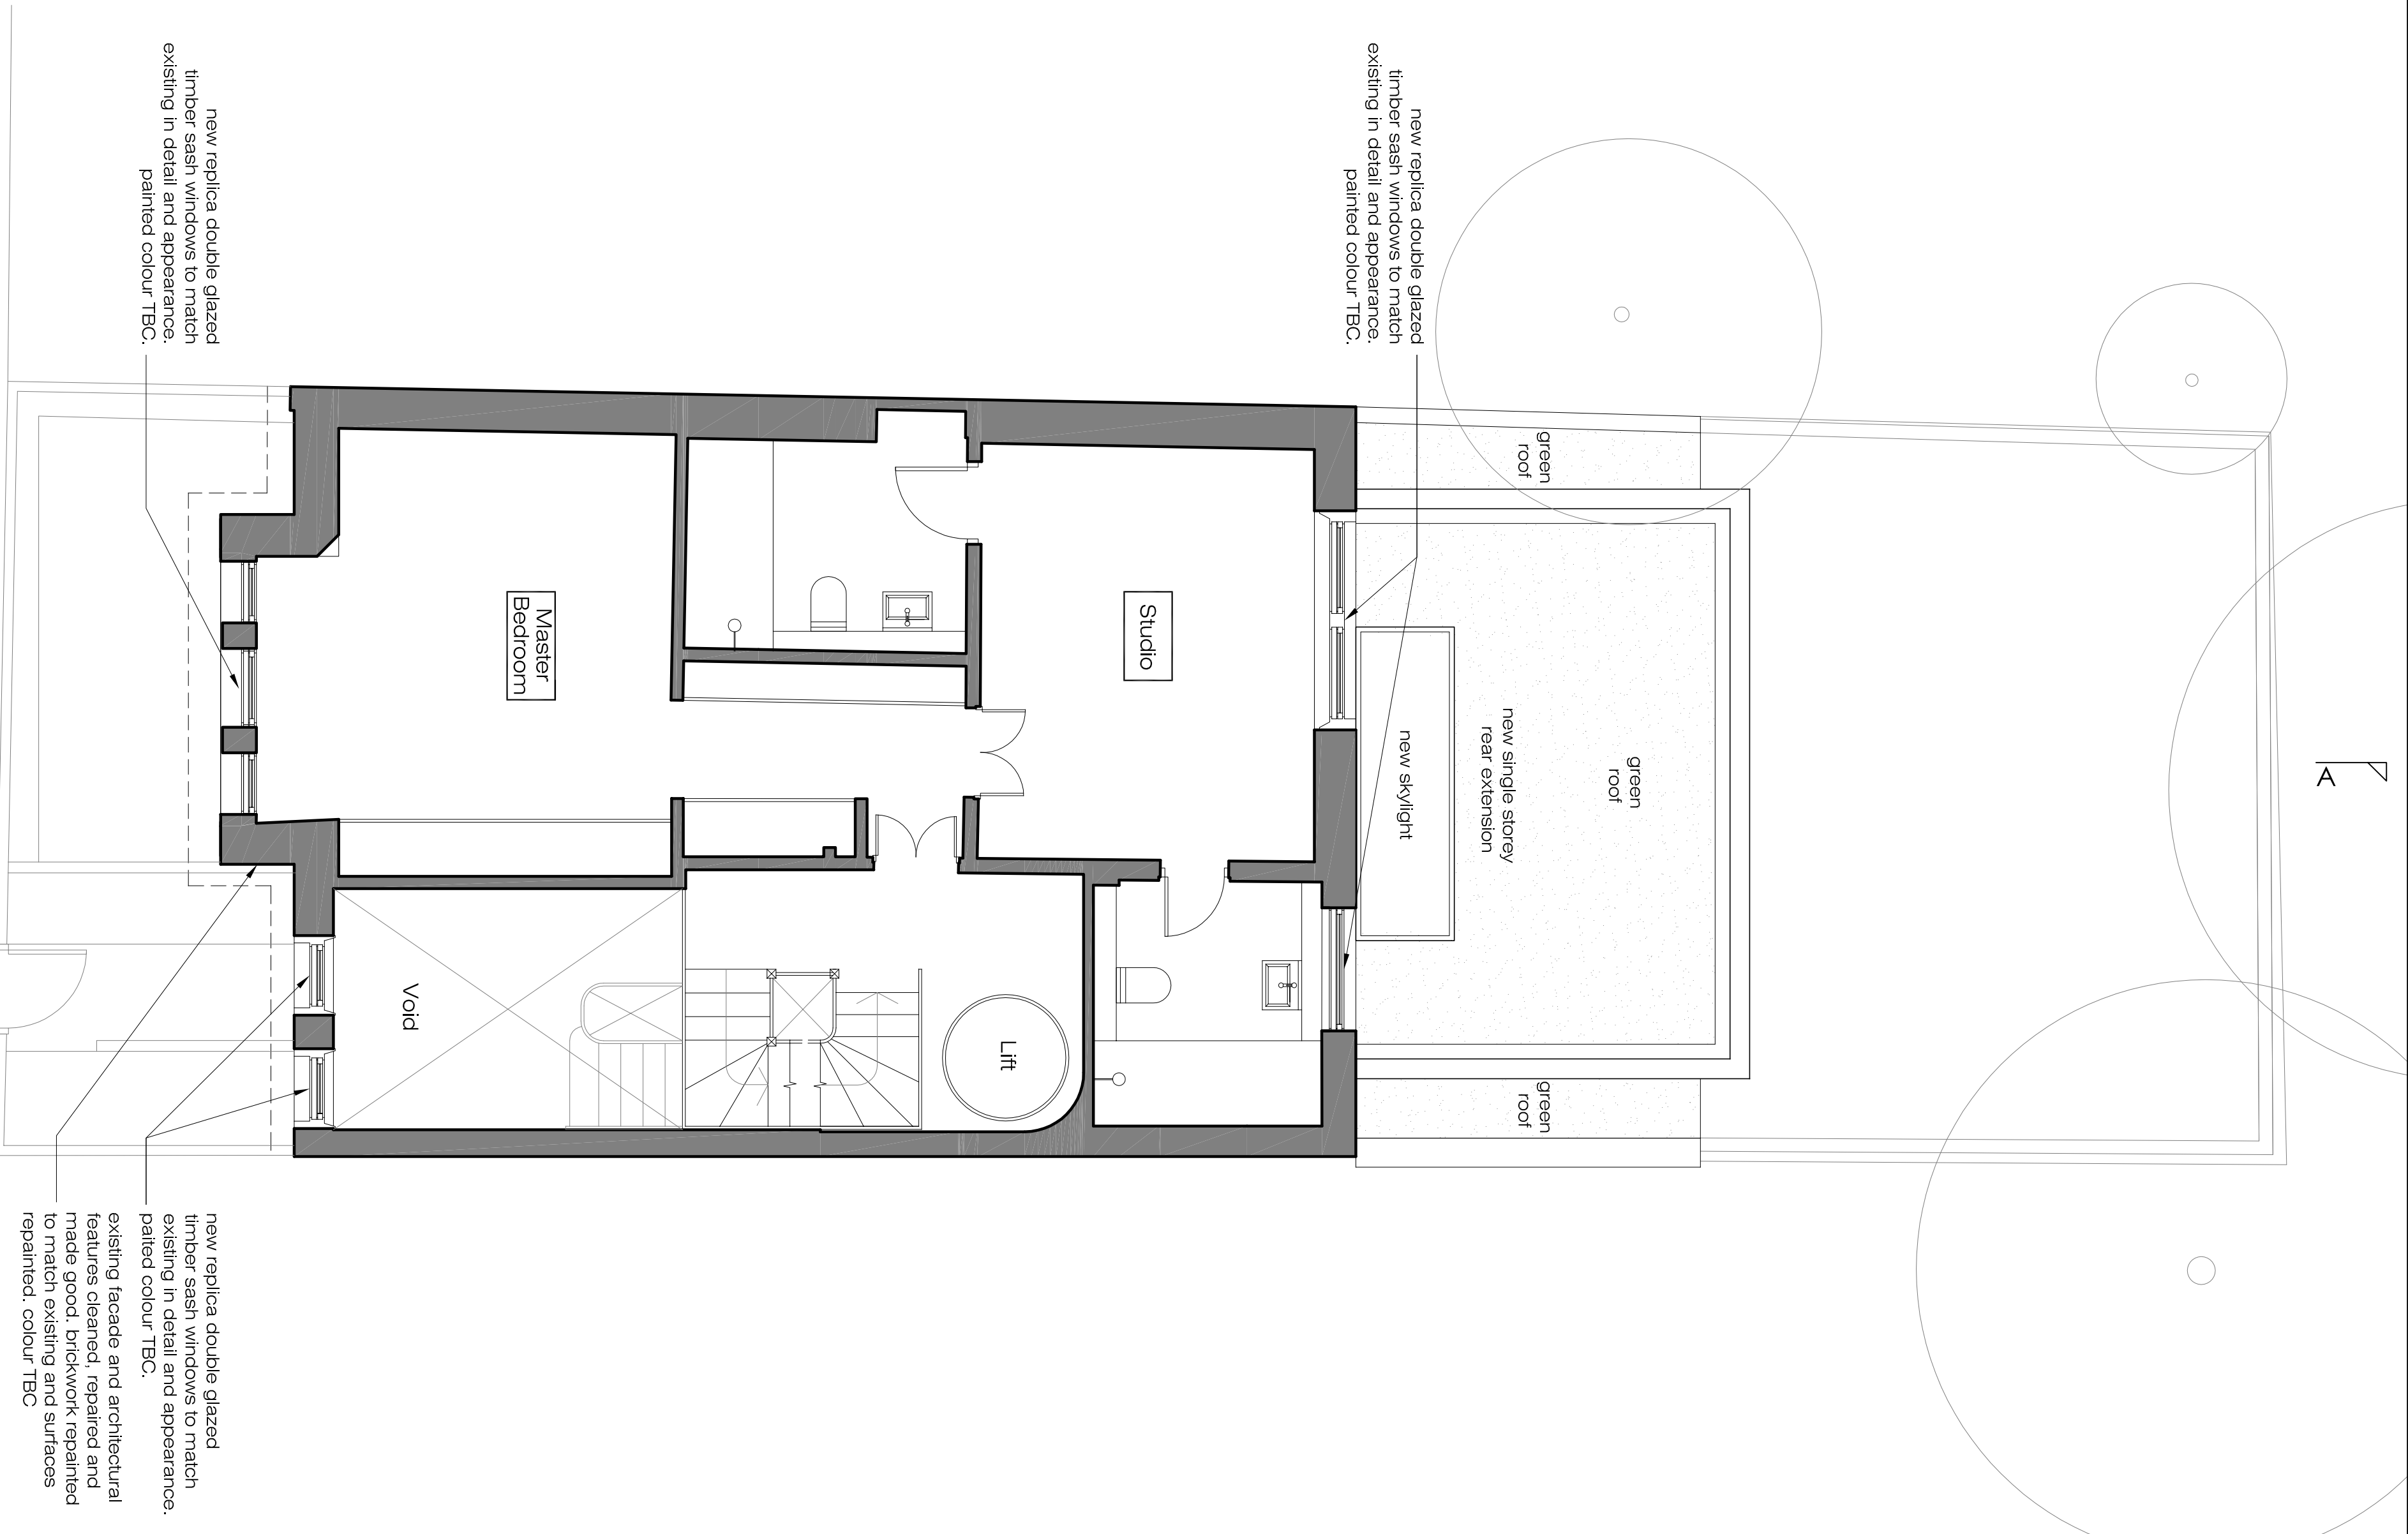 new replica double glazed
timber sash windows to match
existing in detail and appearance.
painted colour TBC.
new replica double glazed
timber sash windows to match
existing in detail and appearance.
painted colour TBC.
green
roof
Master
Bedroom
Studio
new skylight
new single storey
rear extension
green
roof
A
Void
Lift
green
roof
new replica double glazed
timber sash windows to match
existing in detail and appearance.
paited colour TBC.
existing facade and architectural
features cleaned, repaired and
made good. brickwork repainted
to match existing and surfaces
repainted. colour TBC